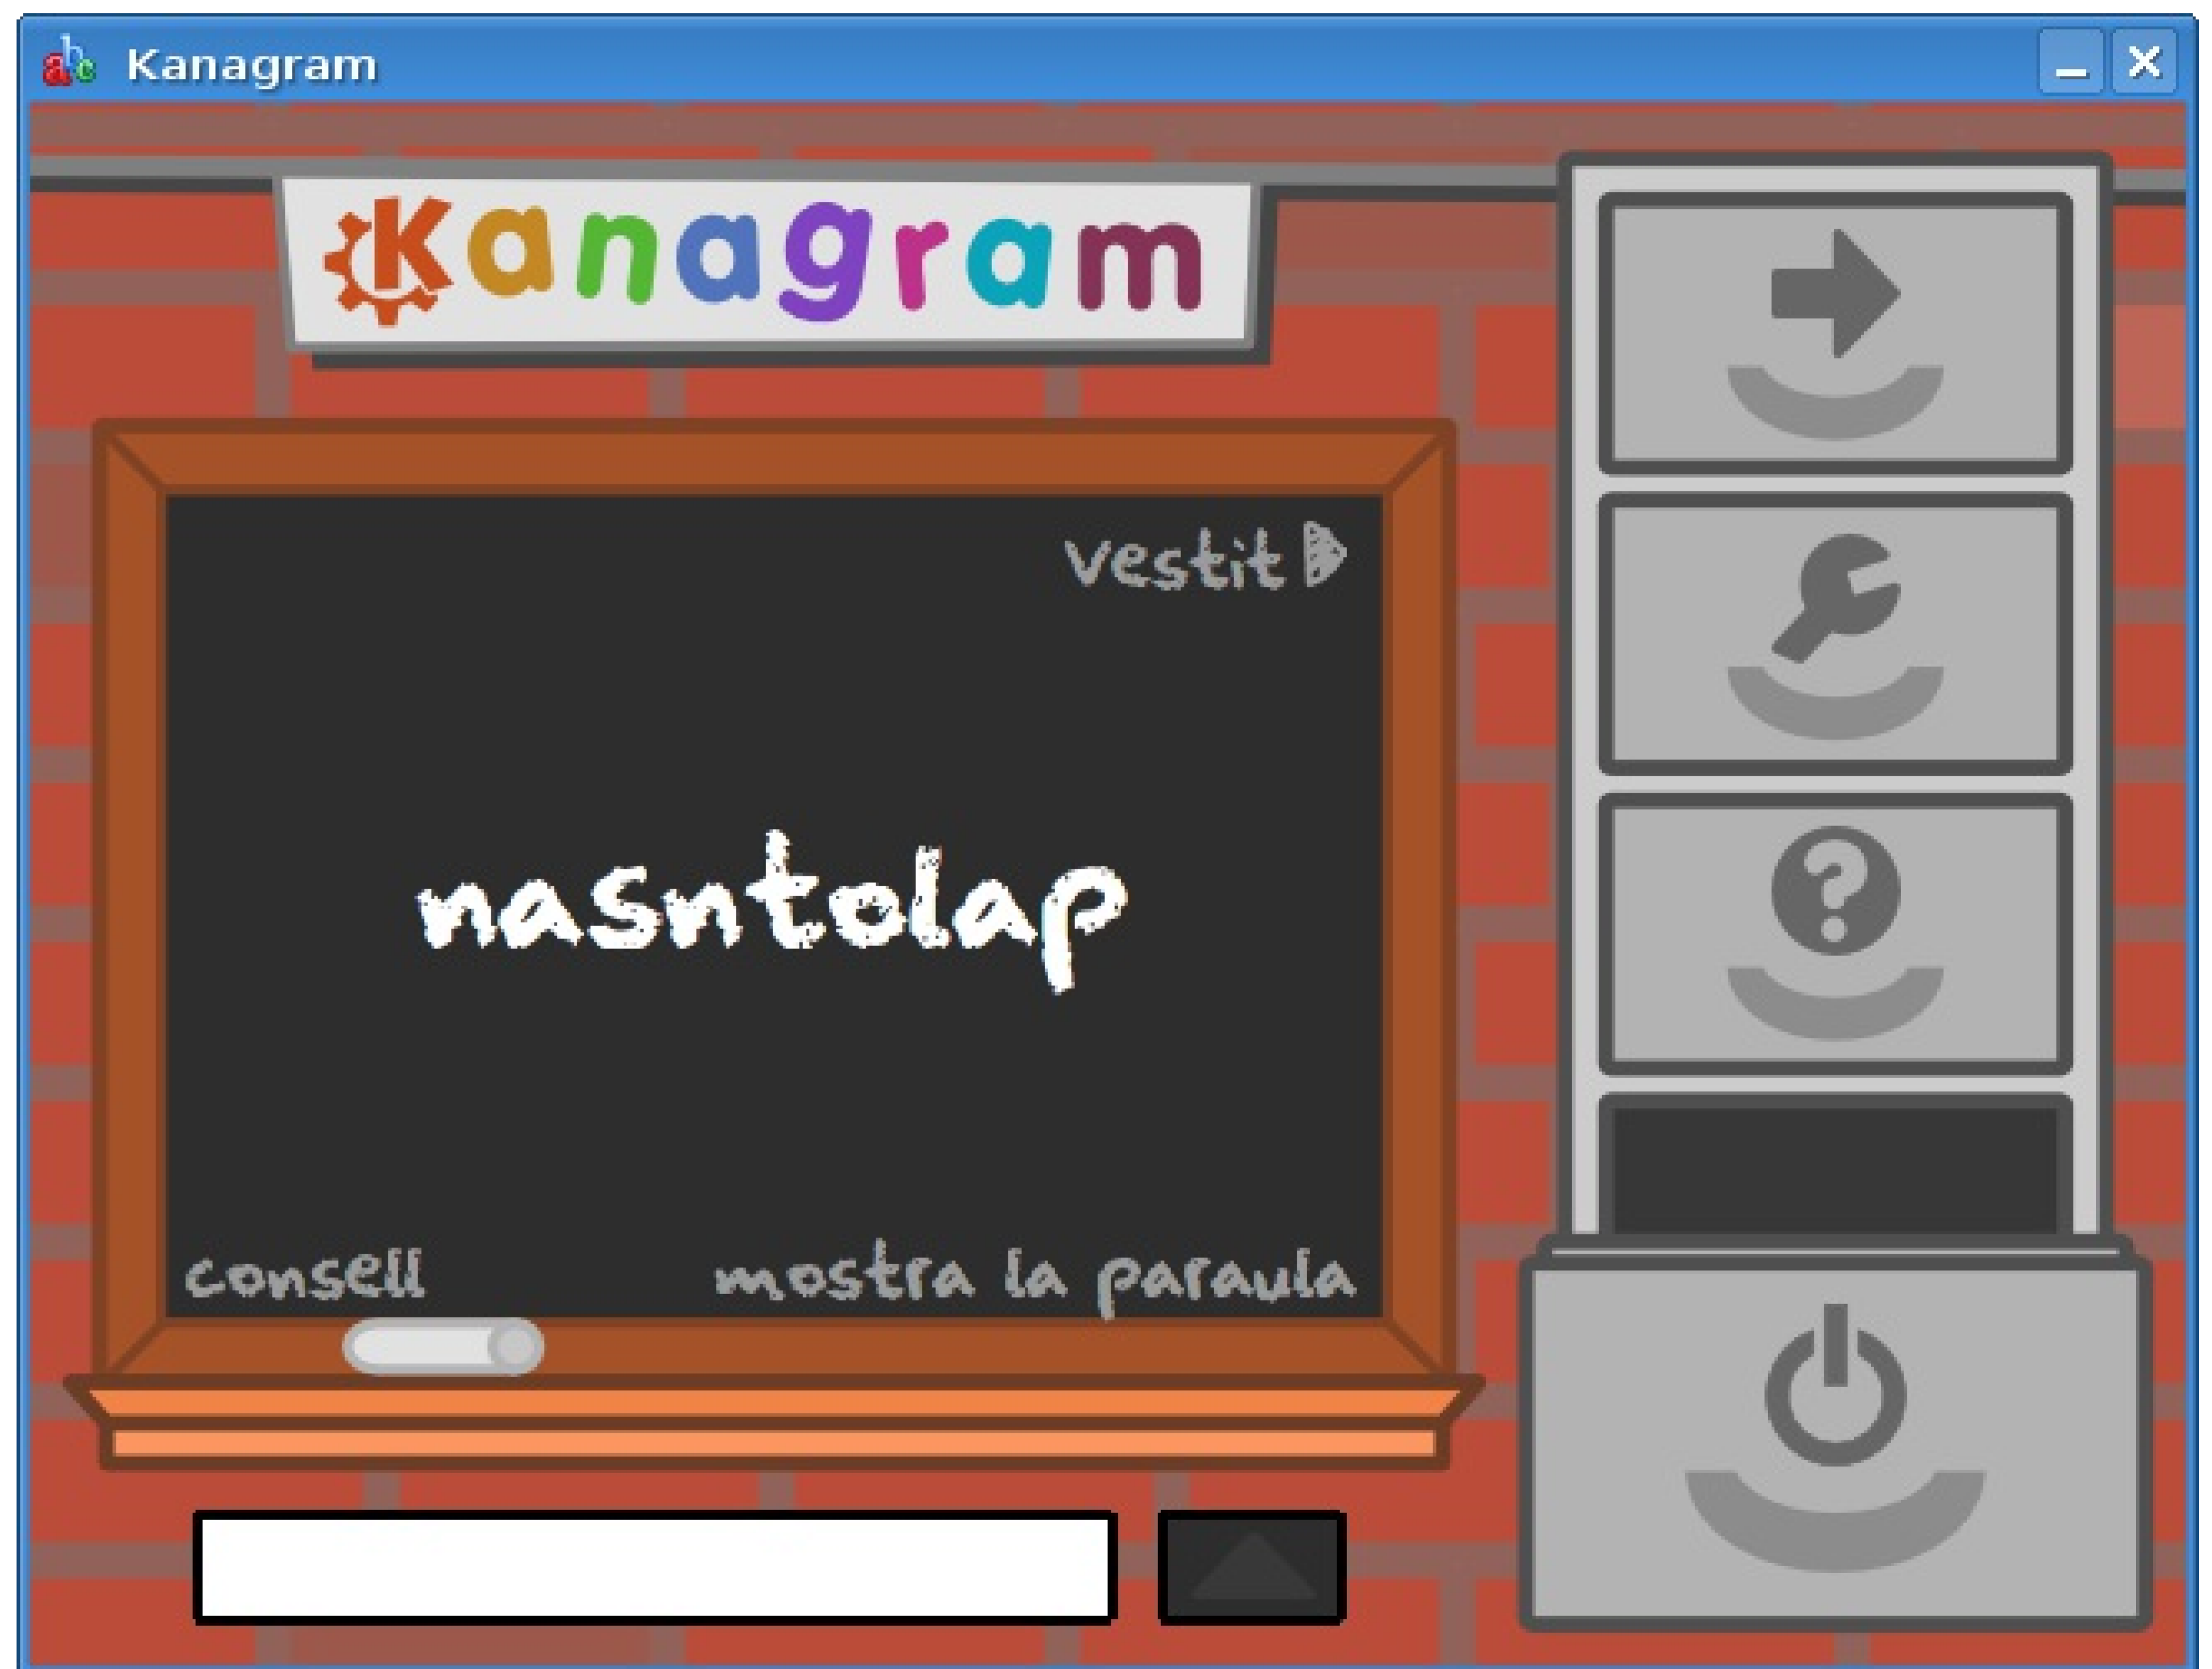 Kanagram
Kanagram
vestit
nasntolap
consell mostra la paraula